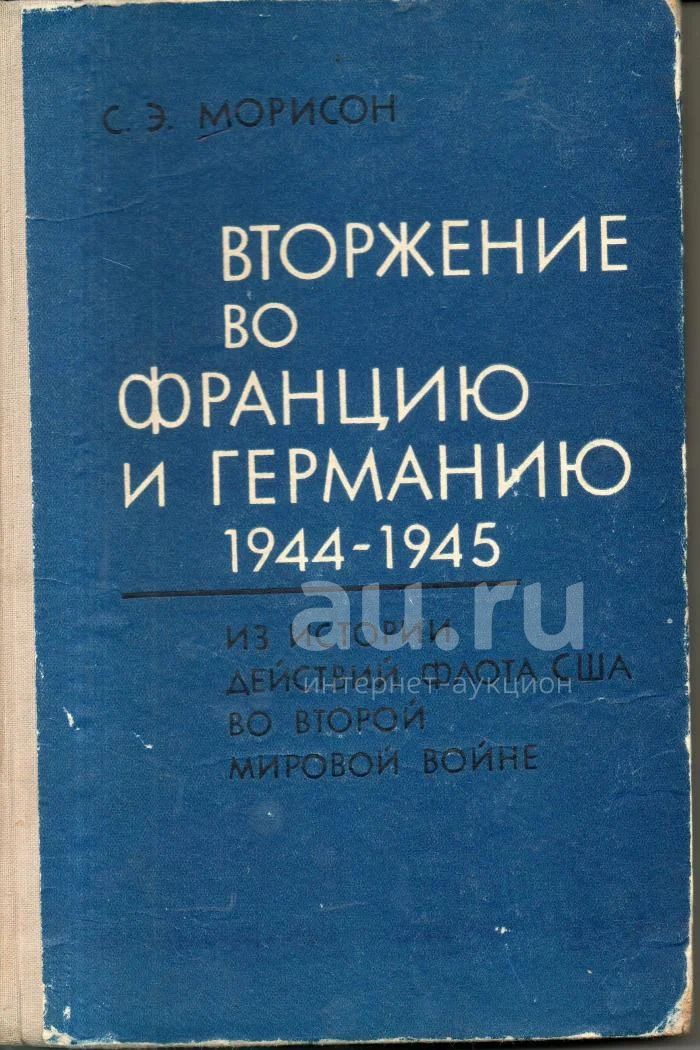 С. Э. МОРИСОН
ВТОРЖЕНИЕ
ВО
ФРАНЦИЮ
И ГЕРМАНИЮ
1944-1945
au.ru
интернет-аукцион
ИЗ ИСТОРИИ
ДЕЙСТВИЙ ФЛОТА США
ВО ВТОРОЙ
МИРОВОЙ ВОЙНЕ